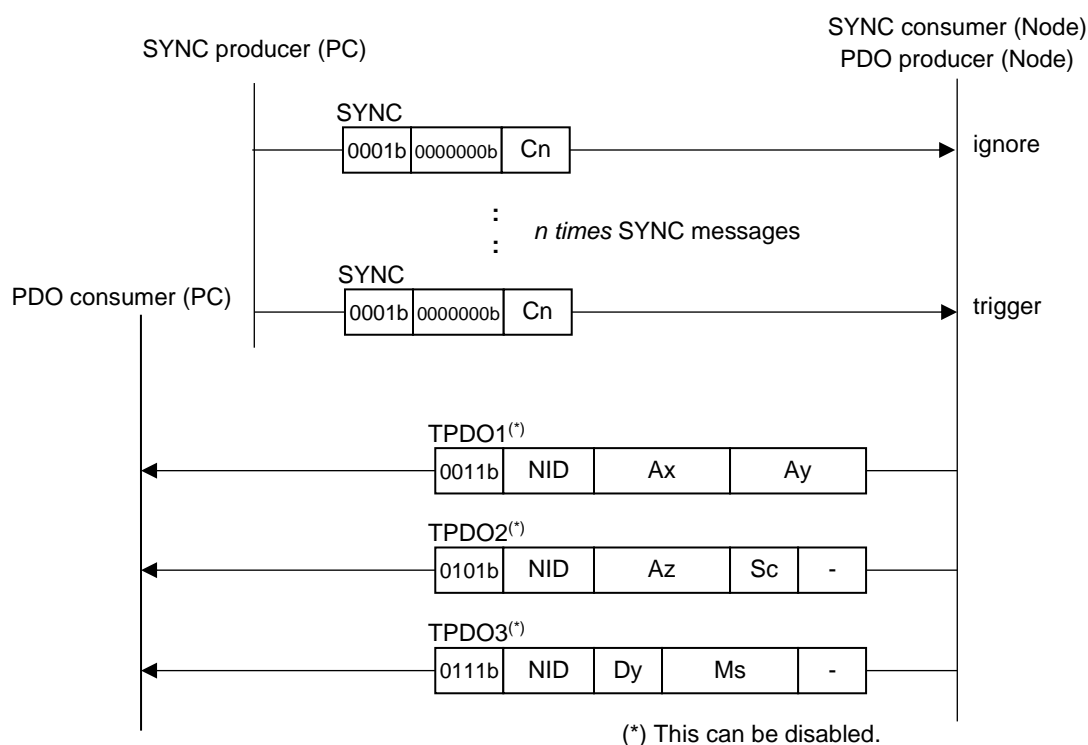 SYNC consumer (Node)
SYNC producer (PC)
PDO producer (Node)
SYNC
0001b 0000000b Cn
ignore
:
:
n times SYNC messages
SYNC
PDO consumer (PC)
0001b 0000000b Cn
trigger
TPDO1(*)
0011b NID Ax Ay
TPDO2(*)
0101b NID Az Sc -
TPDO3(*)
0111b NID Dy Ms -
(*) This can be disabled.